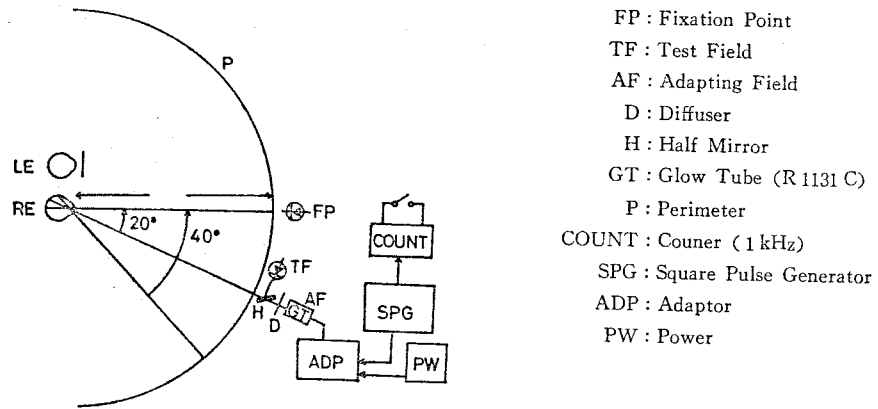 P
LE
RE
20°
40°
FP
TF
AF
GT
H
D
COUNT
SPG
ADP
PW
FP : Fixation Point
TF : Test Field
AF : Adapting Field
D : Diffuser
H : Half Mirror
GT : Glow Tube (R 1131 C)
P : Perimeter
COUNT : Couner (1 kHz)
SPG : Square Pulse Generator
ADP : Adaptor
PW : Power